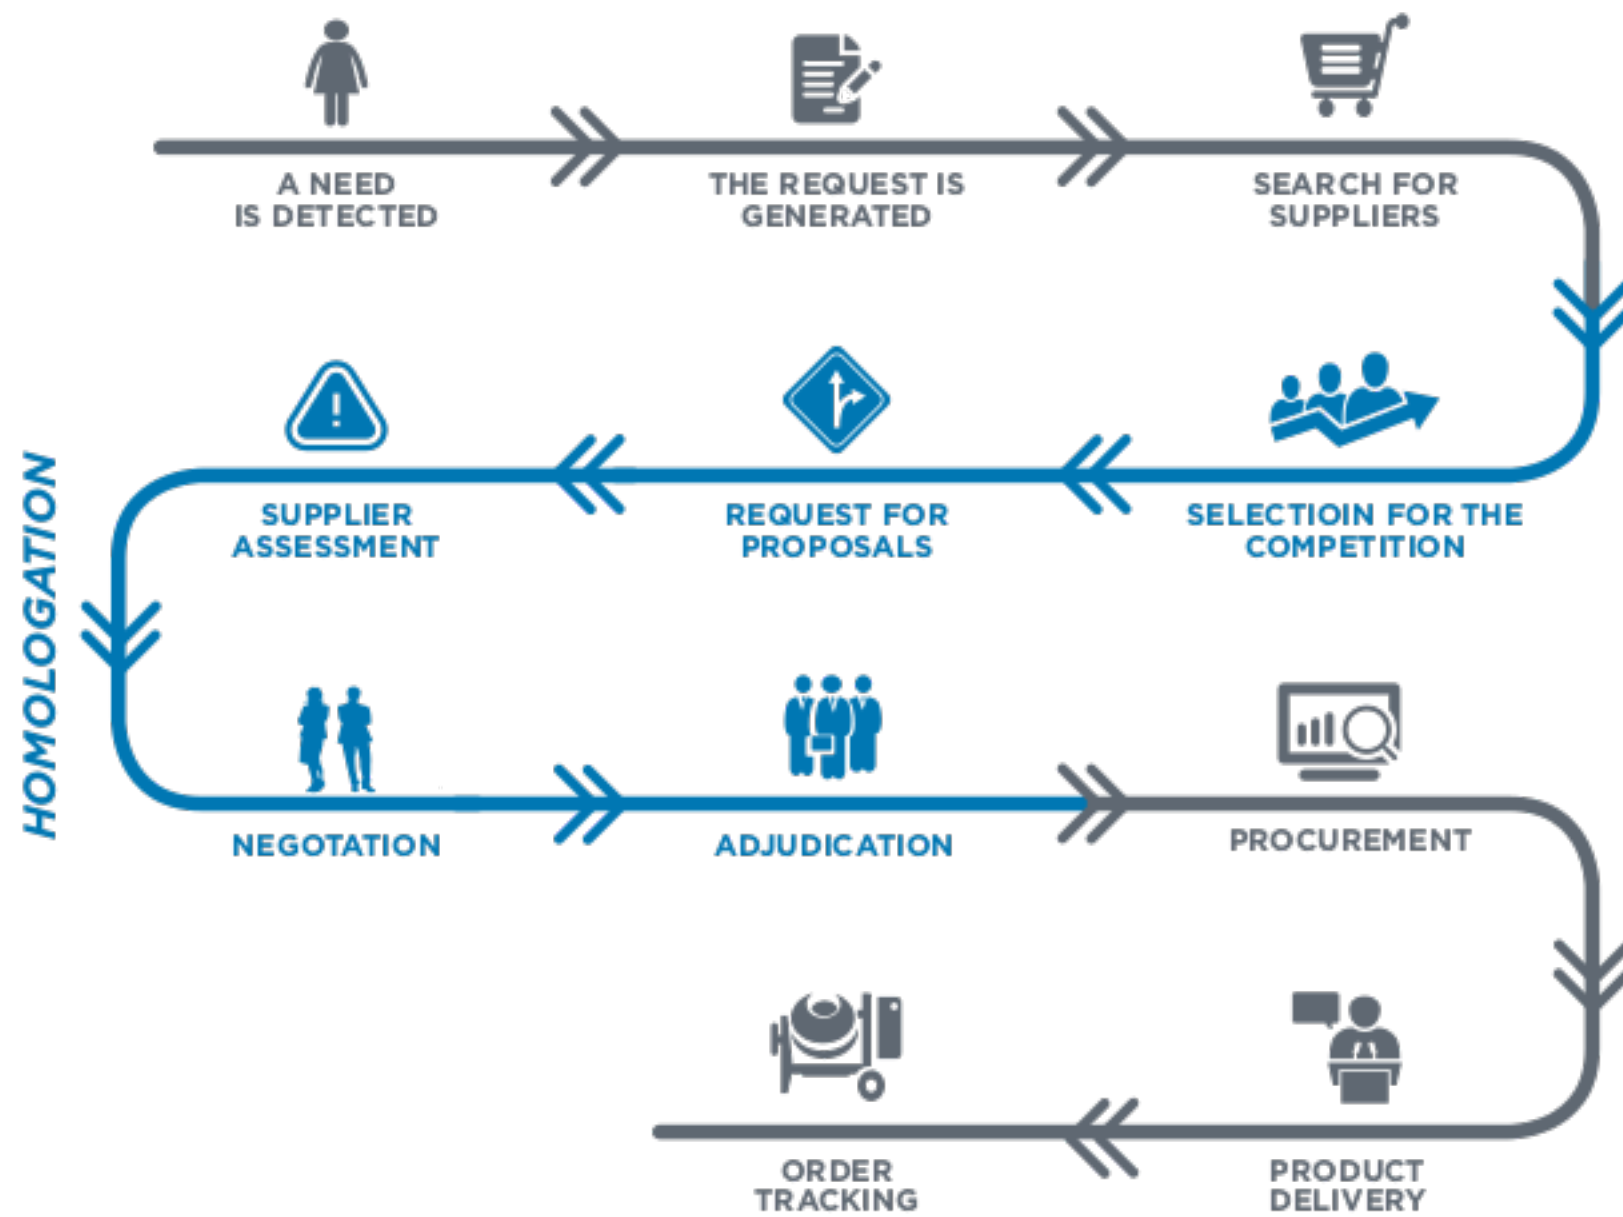 A NEED
IS DETECTED
THE REQUEST IS
GENERATED
SEARCH FOR
SUPPLIERS
SELECTIOIN FOR THE
COMPETITION
REQUEST FOR
PROPOSALS
SUPPLIER
ASSESSMENT
HOMOLOGATION
NEGOTATION
ADJUDICATION
PROCUREMENT
PRODUCT
DELIVERY
ORDER
TRACKING